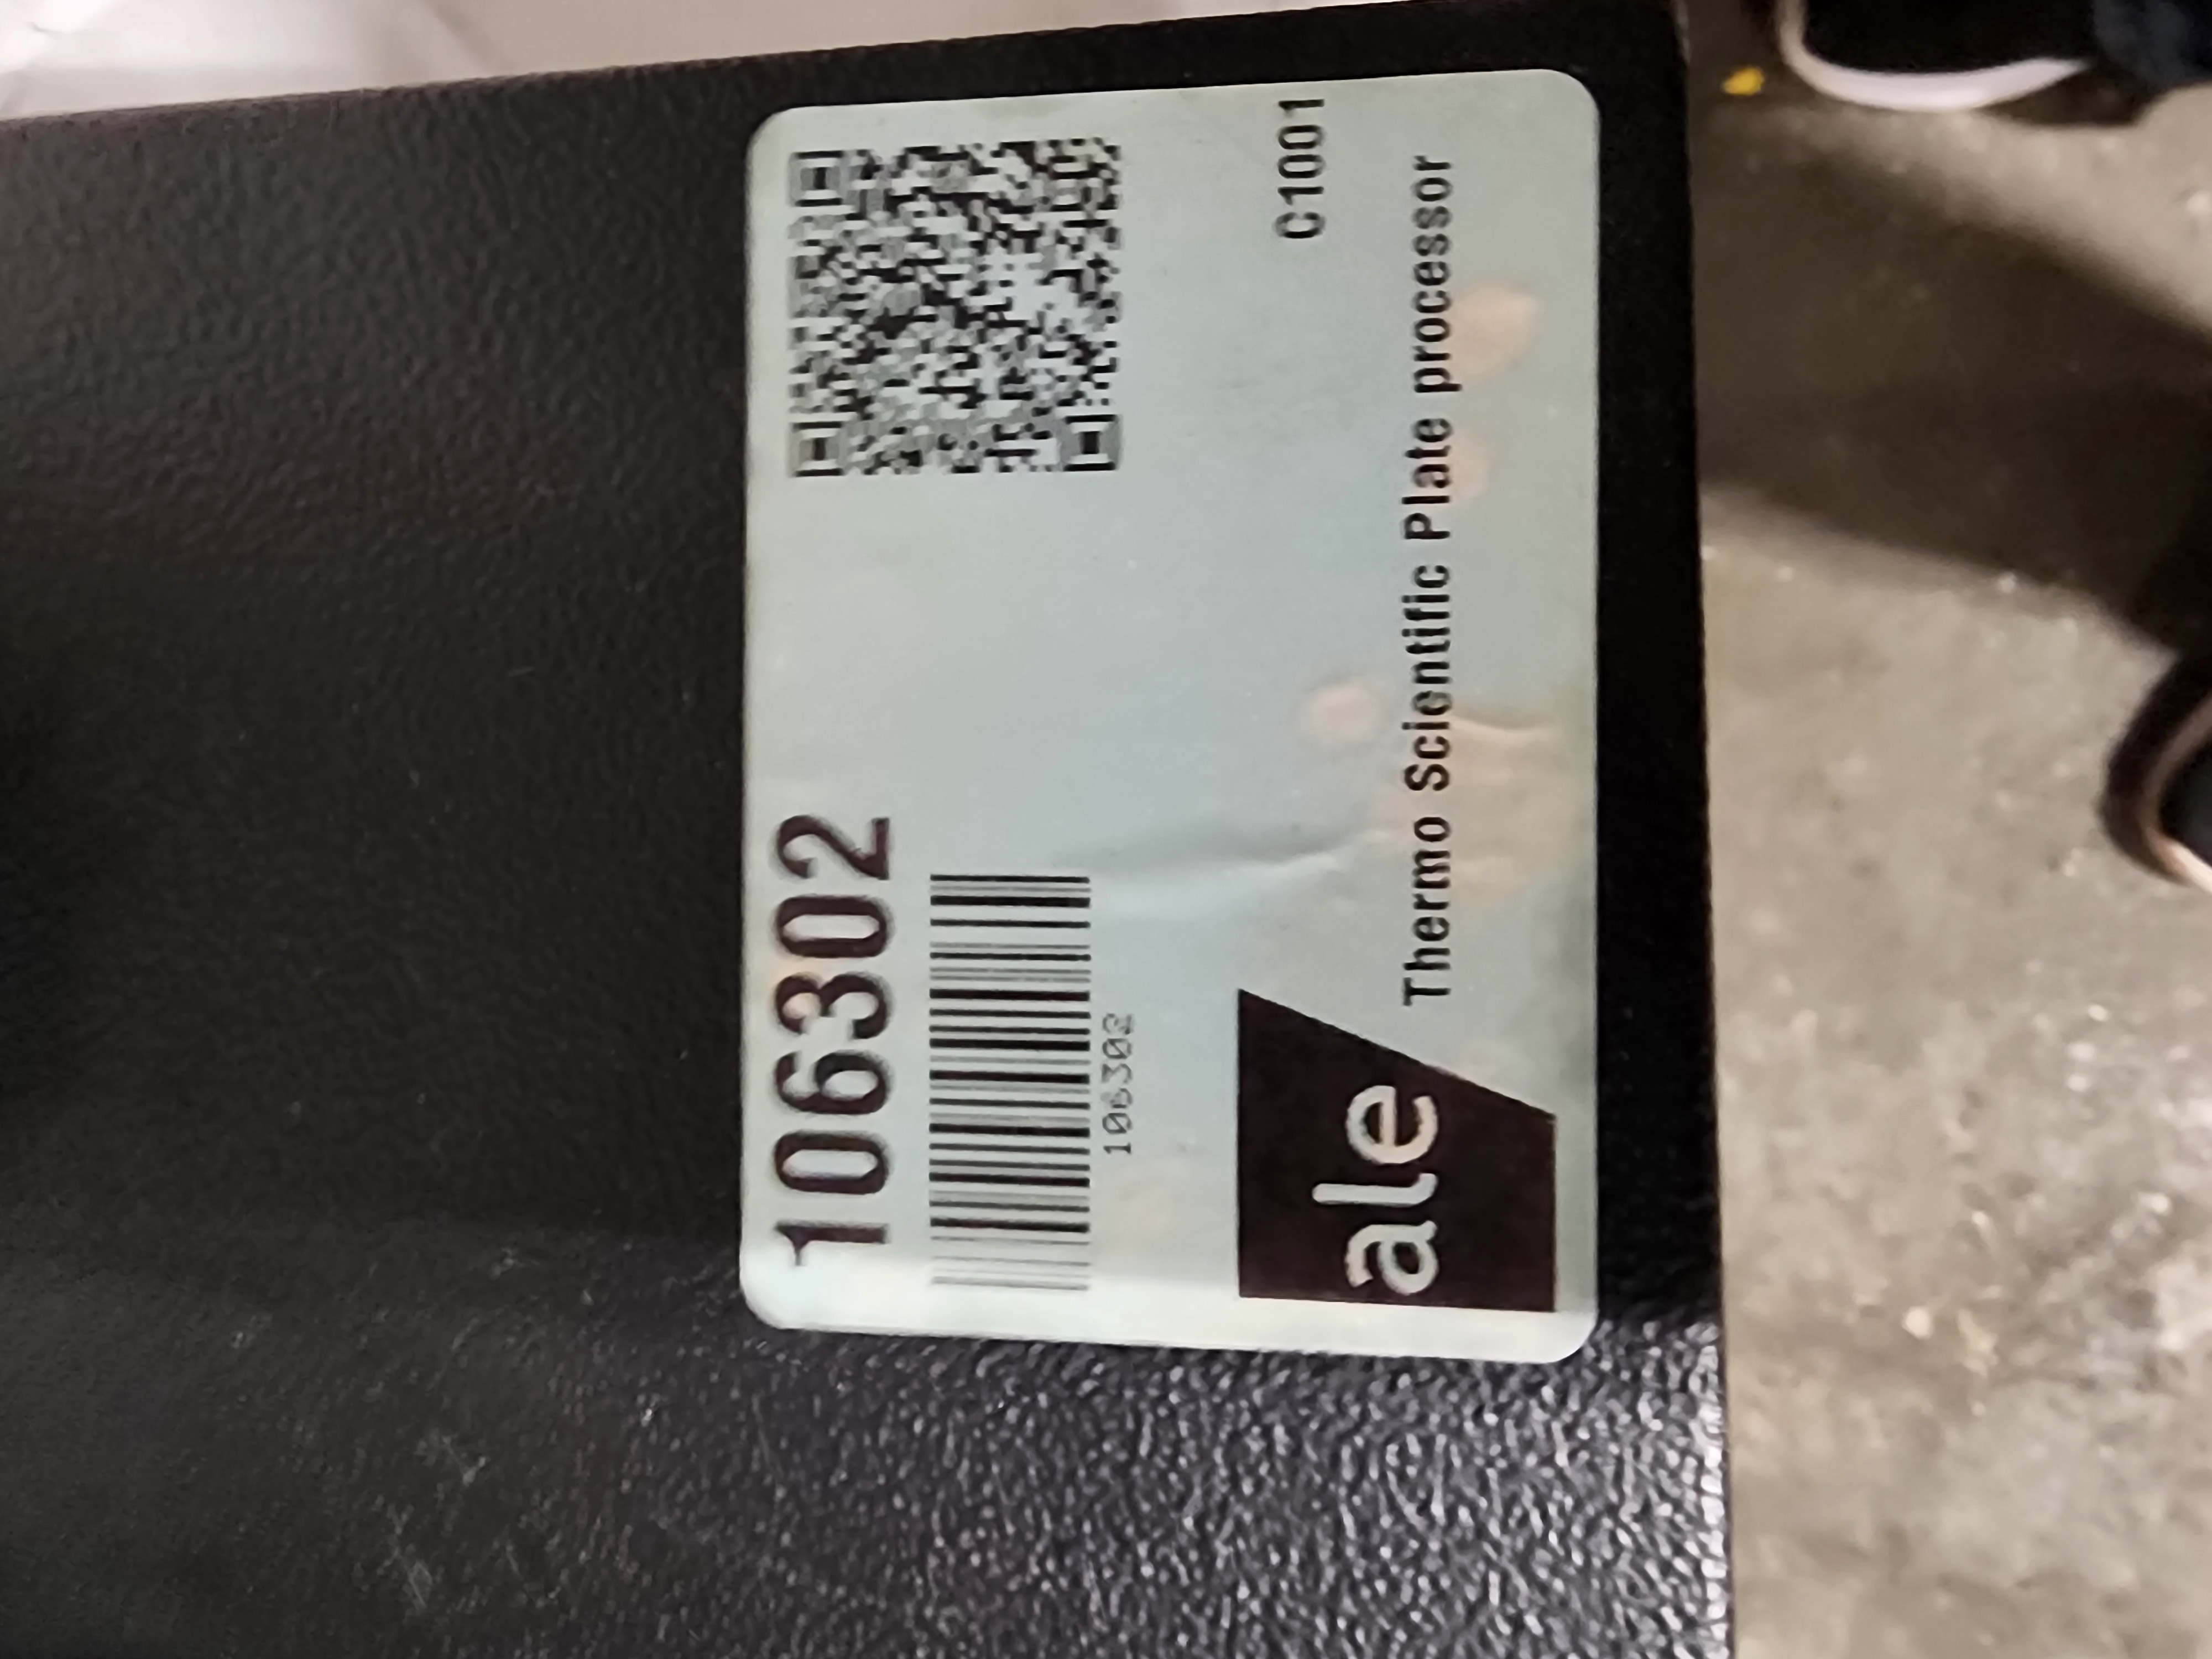 106302
106302
C1001
ale
Thermo Scientific Plate processor